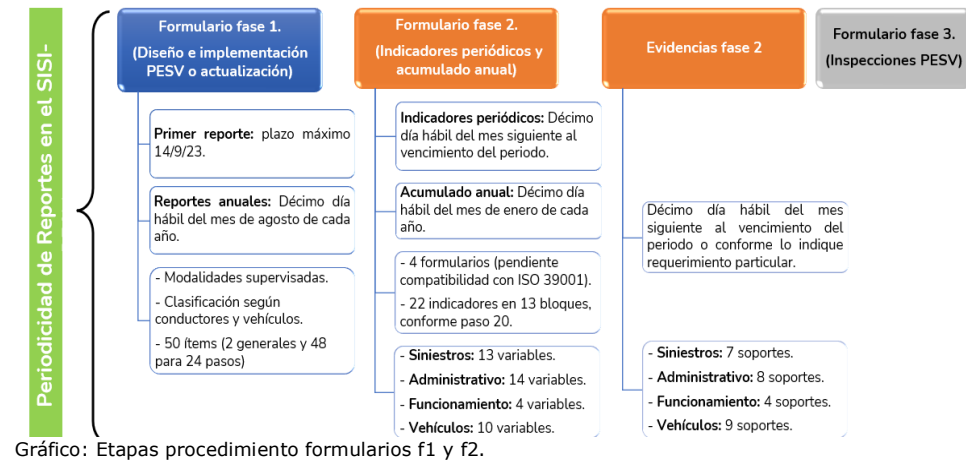 Periodicidad de Reportes en el SISI-
Formulario fase 1.
(Diseño e implementación
PESV o actualización)
Primer reporte: plazo máximo
14/9/23.
Reportes anuales: Décimo día
hábil del mes de agosto de cada
año.
- Modalidades supervisadas.
- Clasificación según
conductores y vehículos.
- 50 ítems (2 generales y 48
para 24 pasos)
Formulario fase 2.
(Indicadores periódicos y
acumulado anual)
Indicadores periódicos: Décimo
día hábil del mes siguiente al
vencimiento del periodo.
Acumulado anual: Décimo día
hábil del mes de enero de cada
año.
- 4 formularios (pendiente
compatibilidad con ISO 39001).
- 22 indicadores en 13 bloques,
conforme paso 20.
- Siniestros: 13 variables.
- Administrativo: 14 variables.
- Funcionamiento: 4 variables.
- Vehículos: 10 variables.
Evidencias fase 2
Décimo día hábil del mes
siguiente al vencimiento del
periodo o conforme lo indique
requerimiento particular.
- Siniestros: 7 soportes.
- Administrativo: 8 soportes.
- Funcionamiento: 4 soportes.
- Vehículos: 9 soportes.
Formulario fase 3.
(Inspecciones PESV)
Gráfico: Etapas procedimiento formularios f1 y f2.